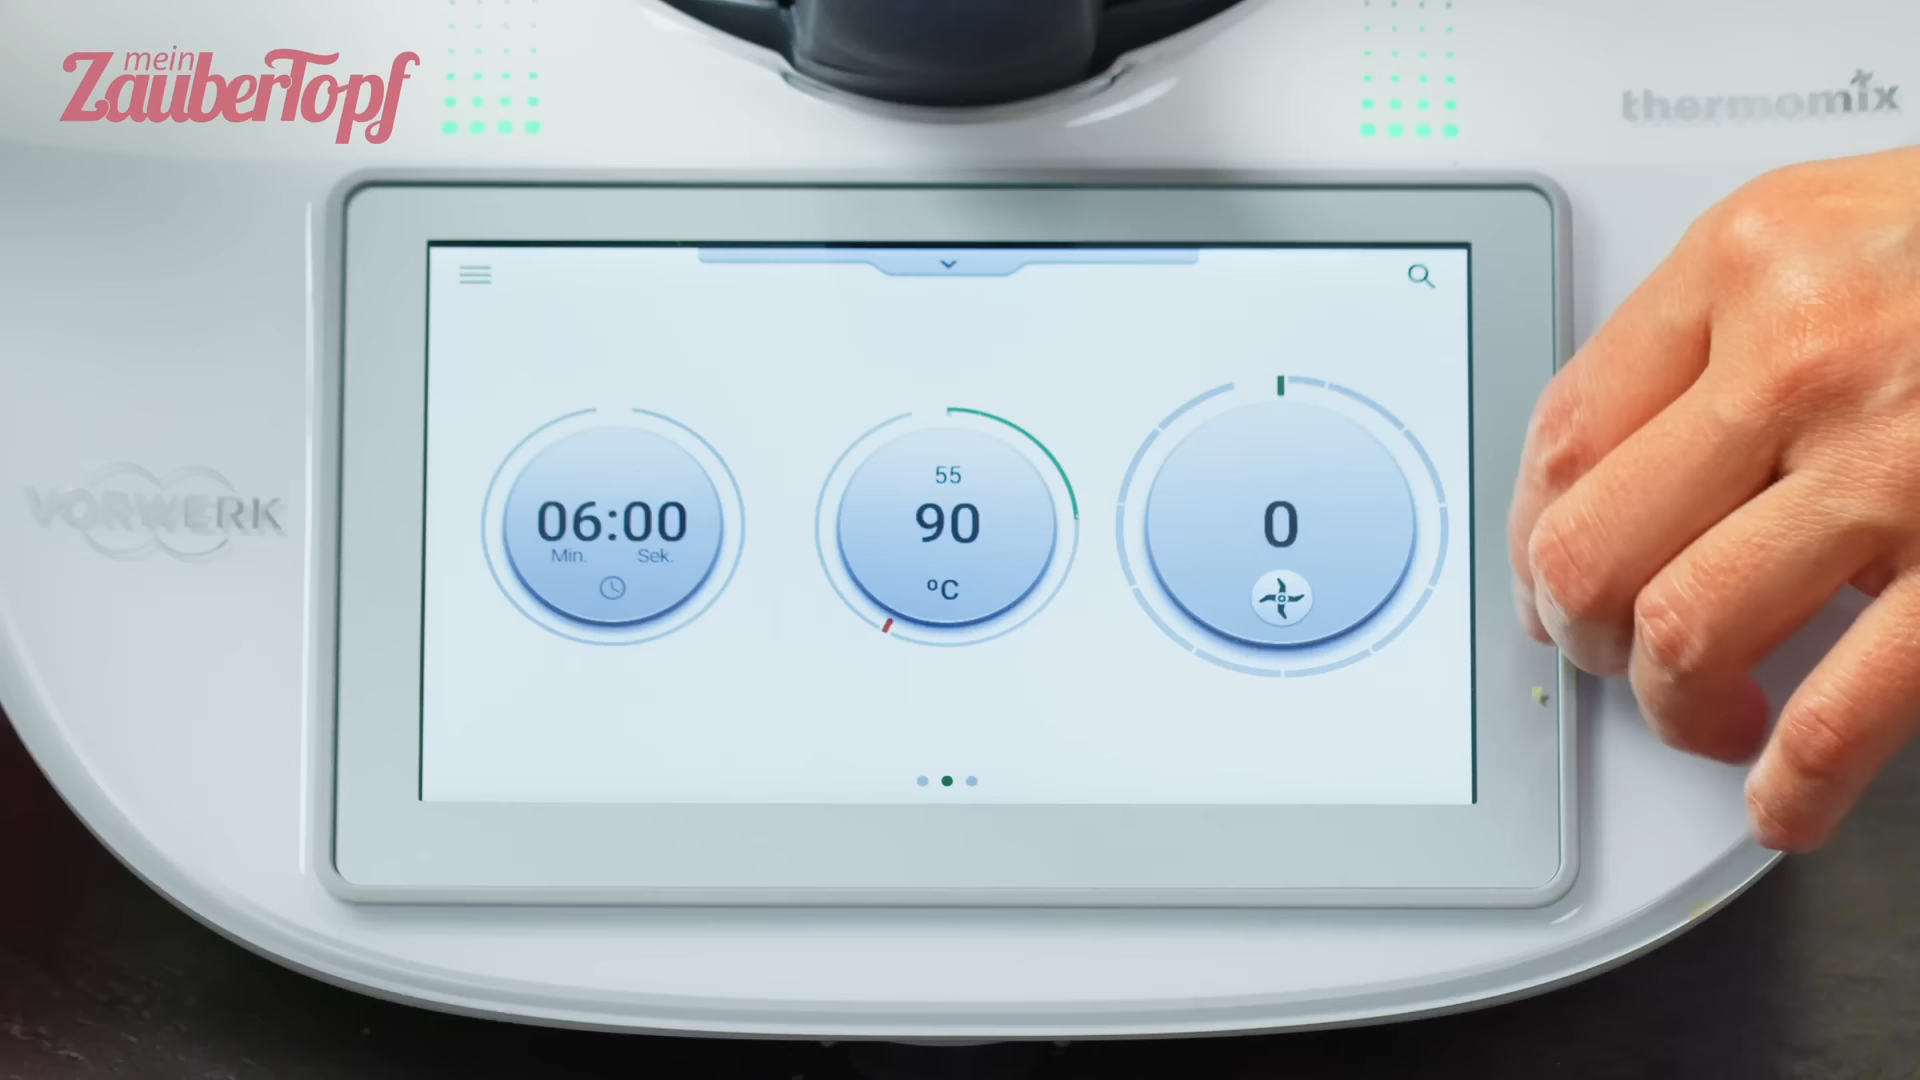 mein
ZauberTopf
thermomix
VORWERK
06:00
Min. Sek.
55
90
°C
0